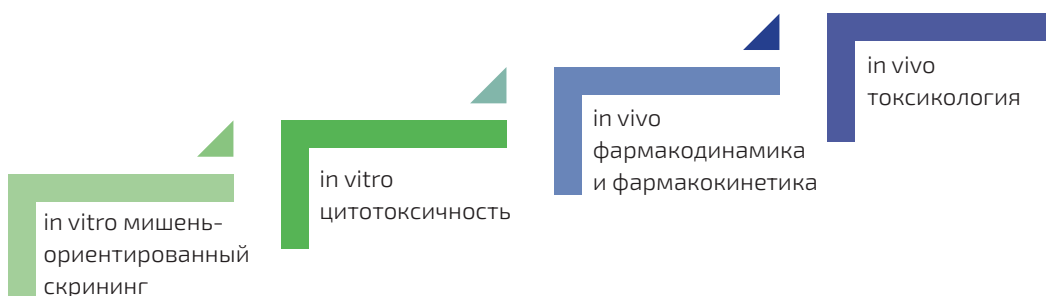 in vitro мишень-
ориентированный
скрининг
in vitro
цитотоксичность
in vivo
фармакодинамика
и фармакокинетика
in vivo
токсикология